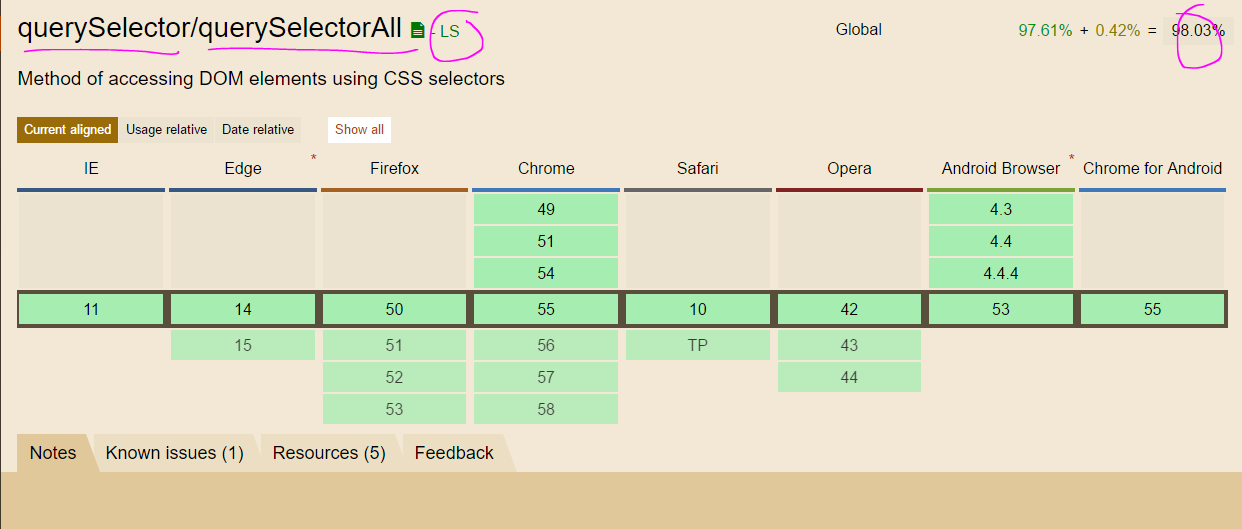 querySelector/querySelectorAll - LS Global 97.61% + 0.42% = 98.03%
Method of accessing DOM elements using CSS selectors
Current aligned Usage relative Date relative Show all
IE Edge * Firefox Chrome Safari Opera Android Browser * Chrome for Android
49 4.3
51 4.4
54 4.4.4
11 14 50 55 10 42 53 55
15 51 56 TP 43
52 57 44
53 58
Notes Known issues (1) Resources (5) Feedback